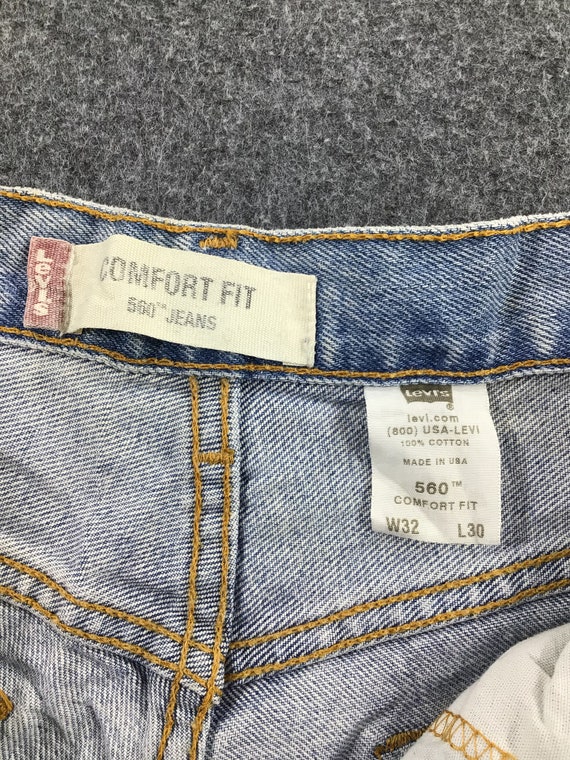 LEVI'S
COMFORT FIT
560™ JEANS
Levi's
®
levi.com
(800) USA-LEVI
100% COTTON
MADE IN USA
560™
COMFORT FIT
W32 L30